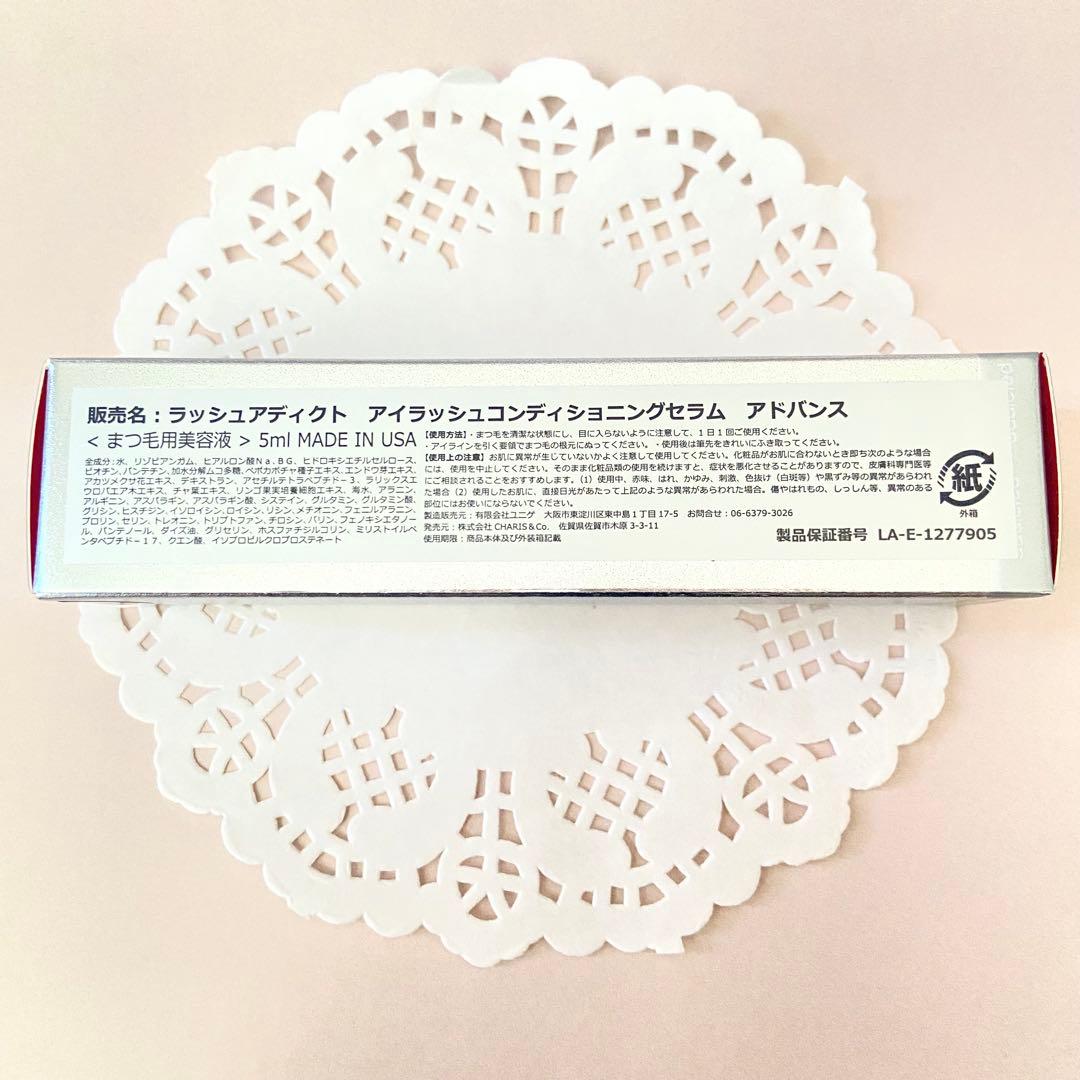 販売名：ラッシュアディクト　アイラッシュコンディショニングセラム　アドバンス
< まつ毛用美容液 > 5ml MADE IN USA
全成分：水、リゾビアンガム、ヒアルロン酸Ｎａ、ＢＧ、ヒドロキシエチルセルロース、
ビオチン、パンテチン、加水分解ムコ多糖、ペポカボチャ種子エキス、エンドウ芽エキス、
アカツメクサ花エキス、デキストラン、アセチルテトラペプチド－３、ラリックスエ
ウロパエア木エキス、チャ葉エキス、リンゴ果実培養細胞エキス、海水、アラニン、
アルギニン、アスパラギン、アスパラギン酸、システイン、グルタミン、グルタミン酸、
グリシン、ヒスチジン、イソロイシン、ロイシン、リシン、メチオニン、フェニルアラニン、
プロリン、セリン、トレオニン、トリプトファン、チロシン、バリン、フェノキシエタノー
ル、パンテノール、ダイズ油、グリセリン、ホスファチジルコリン、ミリストイルペ
ンタペプチド－１７、クエン酸、イソプロピルクロプロステネート
【使用方法】・まつ毛を清潔な状態にし、目に入らないように注意して、１日１回ご使用ください。
・アイラインを引く要領でまつ毛の根元にぬってください。・使用後は筆先をきれいにふき取ってください。
【使用上の注意】お肌に異常が生じていないかよく注意して使用してください。化粧品がお肌に合わないとき即ち次のような場合
には、使用を中止してください。そのまま化粧品類の使用を続けますと、症状を悪化させることがありますので、皮膚科専門医等
にご相談されることをおすすめします。（1）使用中、赤味、はれ、かゆみ、刺激、色抜け（白斑等）や黒ずみ等の異常があらわれ
た場合（2）使用したお肌に、直接日光があたって上記のような異常があらわれた場合。傷やはれもの、しっしん等、異常のある
部位にはお使いにならないでください。
製造販売元：有限会社ニゲ　大阪市東淀川区東中島１丁目 17-5　お問合せ：06-6379-3026
発売元：株式会社 CHARIS＆Co.　佐賀県佐賀市木原 3-3-11
使用期限：商品本体及び外装箱記載
紙
外箱
製品保証番号　LA-E-1277905